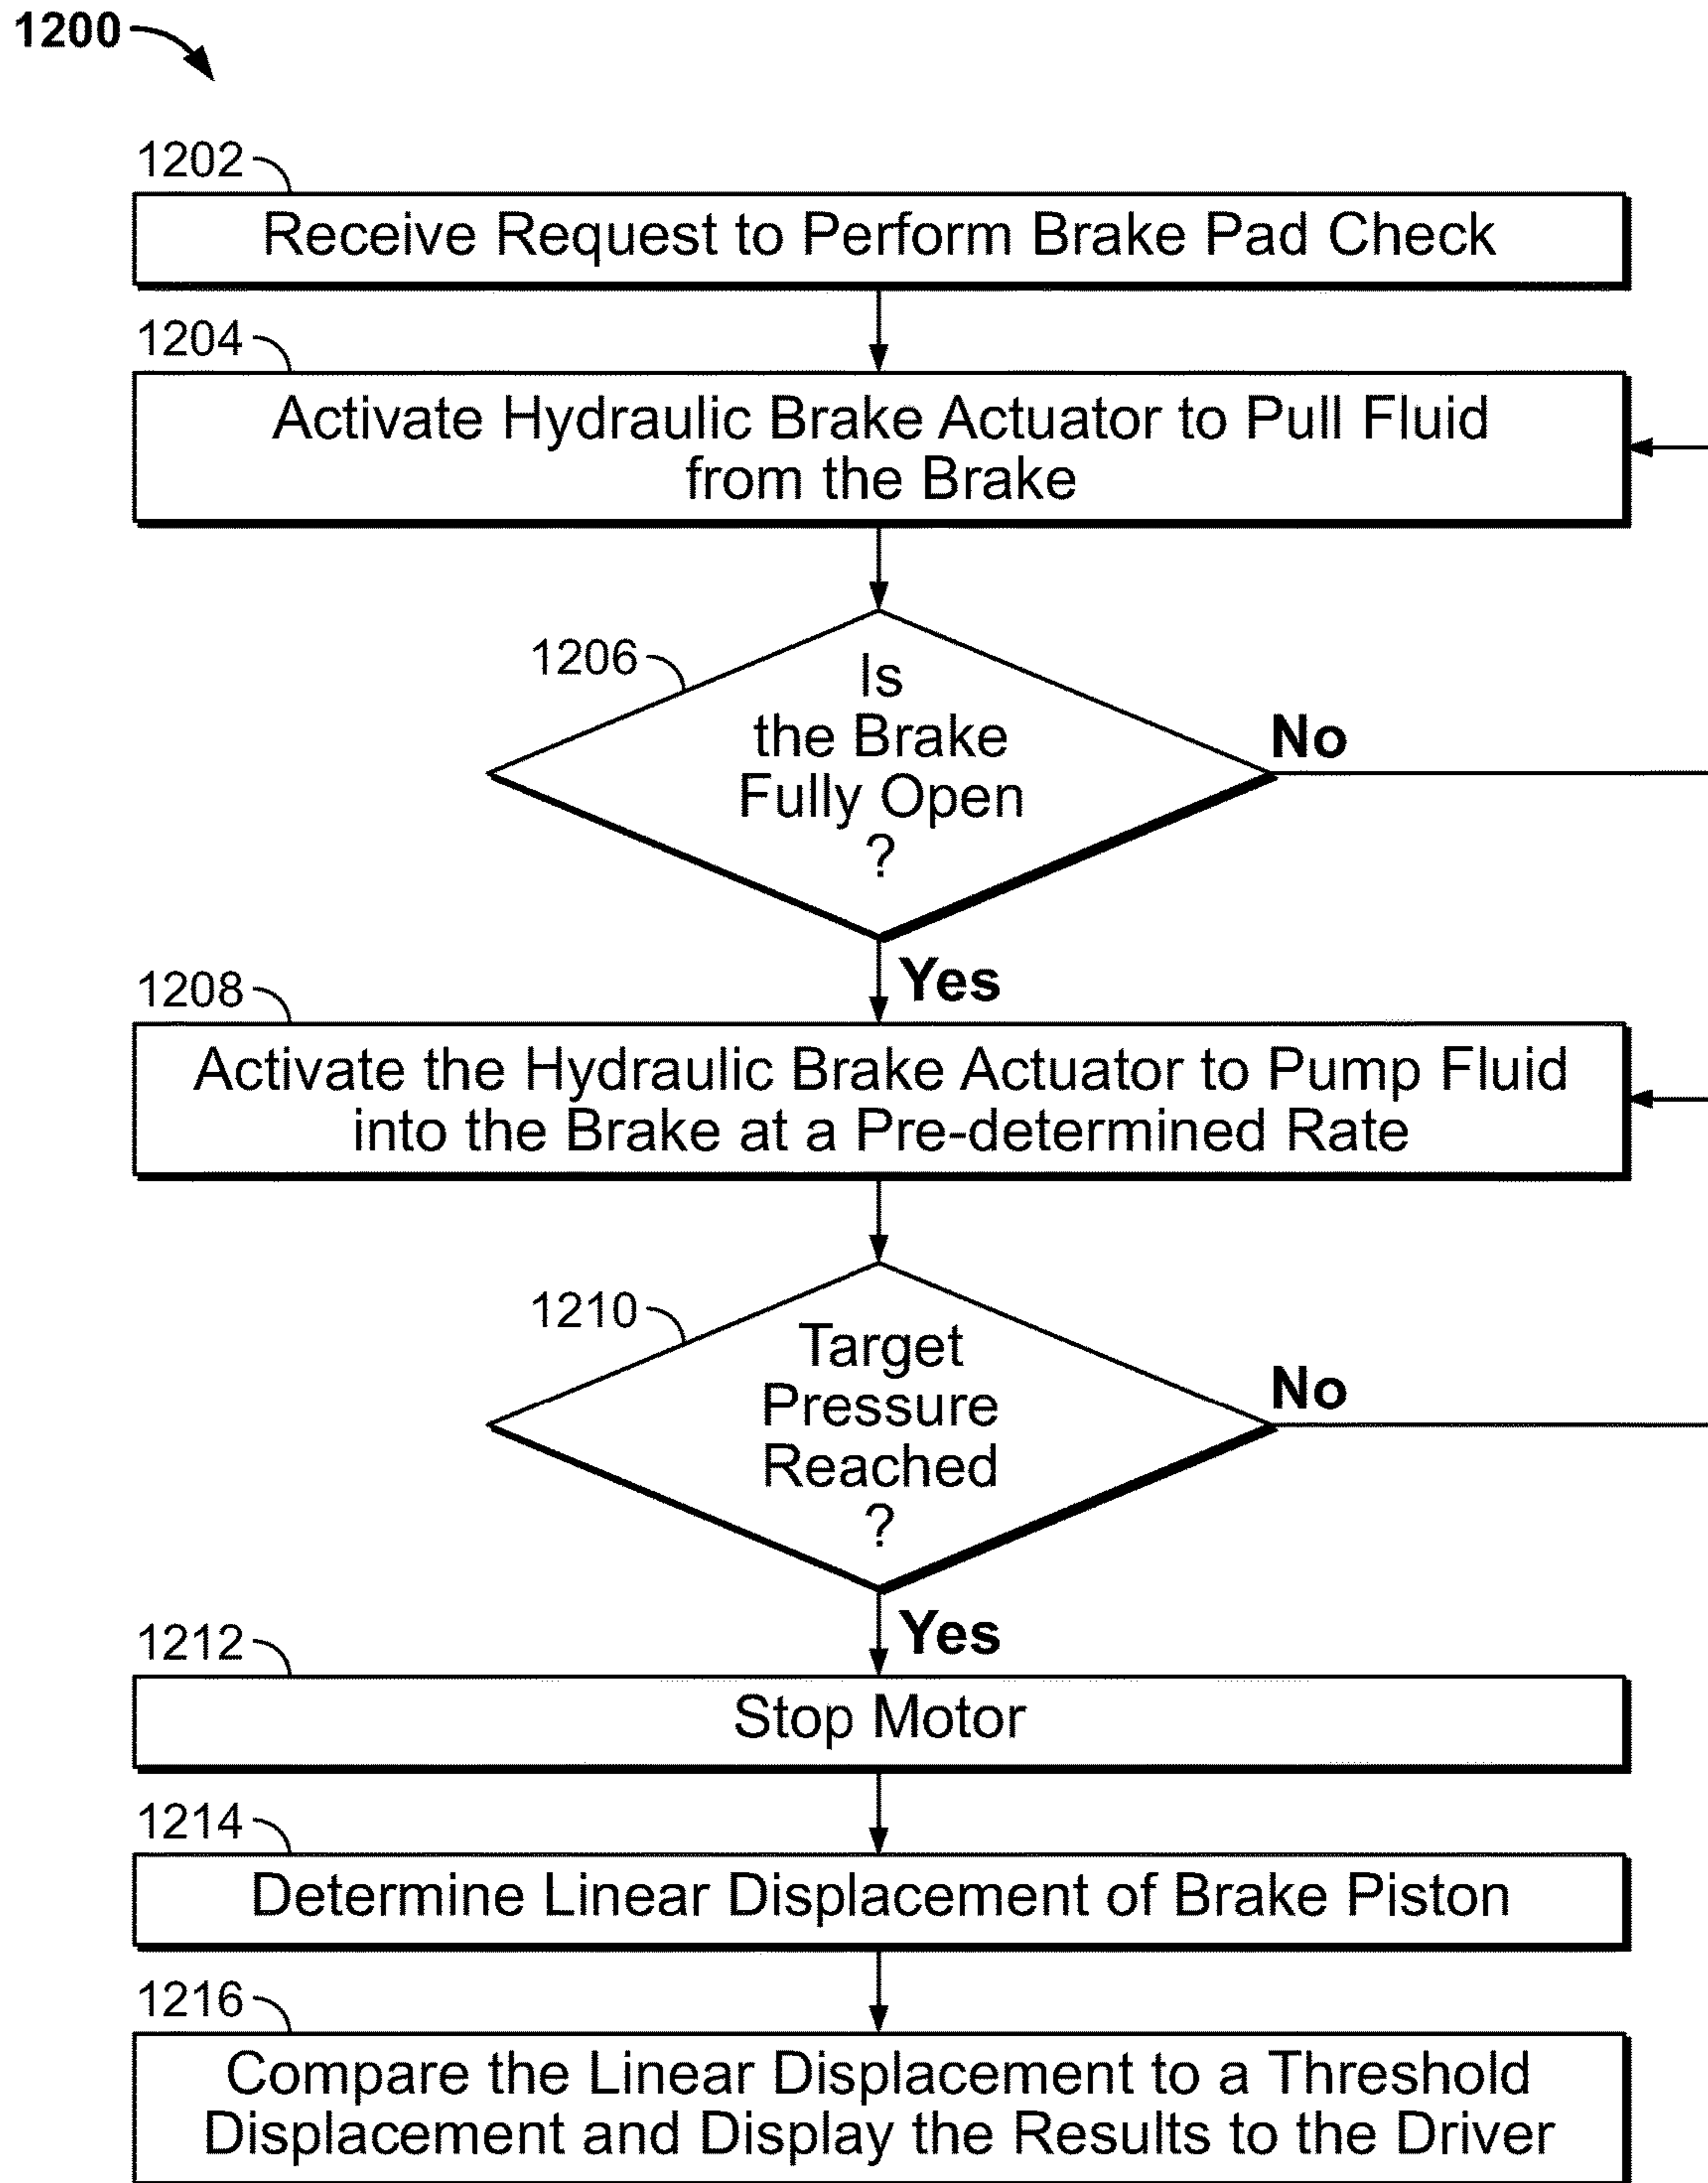 1200
1202
Receive Request to Perform Brake Pad Check
1204
Activate Hydraulic Brake Actuator to Pull Fluid
from the Brake
1206
Is
the Brake
Fully Open
?
No
Yes
1208
Activate the Hydraulic Brake Actuator to Pump Fluid
into the Brake at a Pre-determined Rate
1210
Target
Pressure
Reached
?
No
Yes
1212
Stop Motor
1214
Determine Linear Displacement of Brake Piston
1216
Compare the Linear Displacement to a Threshold
Displacement and Display the Results to the Driver